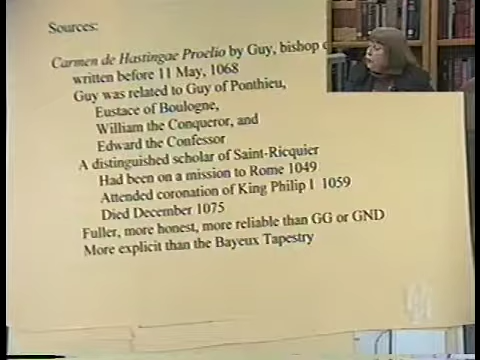 Sources:
Carmen de Hastingae Proelio by Guy, bishop
written before 11 May, 1068
Guy was related to Guy of Ponthieu,
Eustace of Boulogne,
William the Conqueror, and
Edward the Confessor
A distinguished scholar of Saint-Ricquier
Had been on a mission to Rome 1049
Attended coronation of King Philip I 1059
Died December 1075
Fuller, more honest, more reliable than GG or GND
More explicit than the Bayeux Tapestry